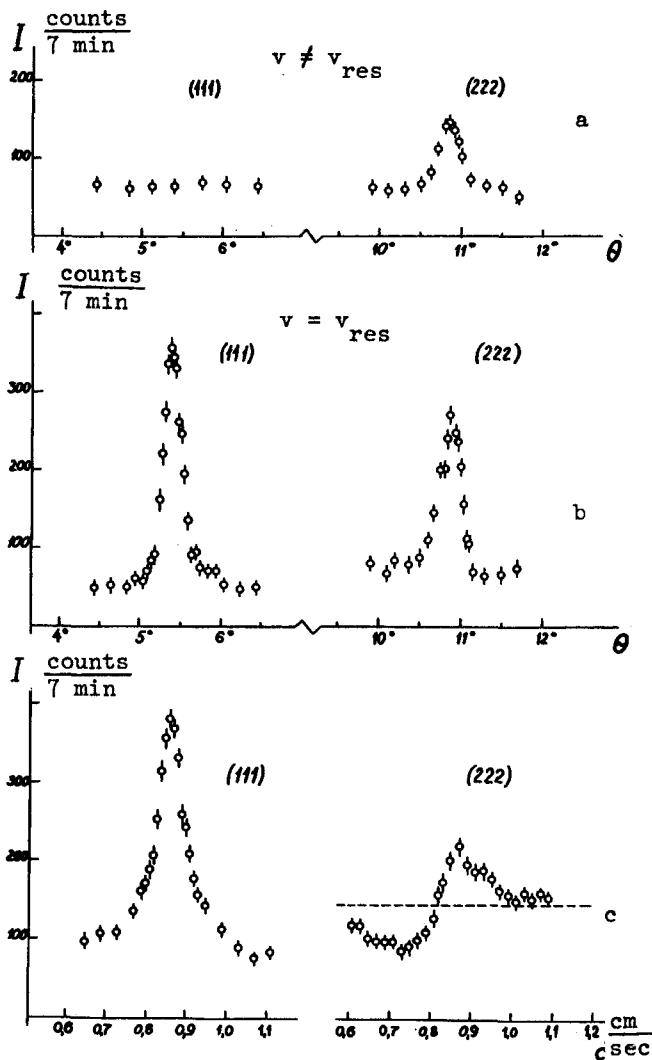 I counts
7 min
v ≠ v res
200
(111)
(222)
a
100
4° 5° 6° 10° 11° 12° θ
I counts
7 min
v = v res
(111)
(222)
300
200
100
b
4° 5° 6° 10° 11° 12° θ
I counts
7 min
(111)
(222)
300
200
100
c
0,6 0,7 0,8 0,9 1,0 1,1 0,6 0,7 0,8 0,9 1,0 1,1 1,2 cm
c sec